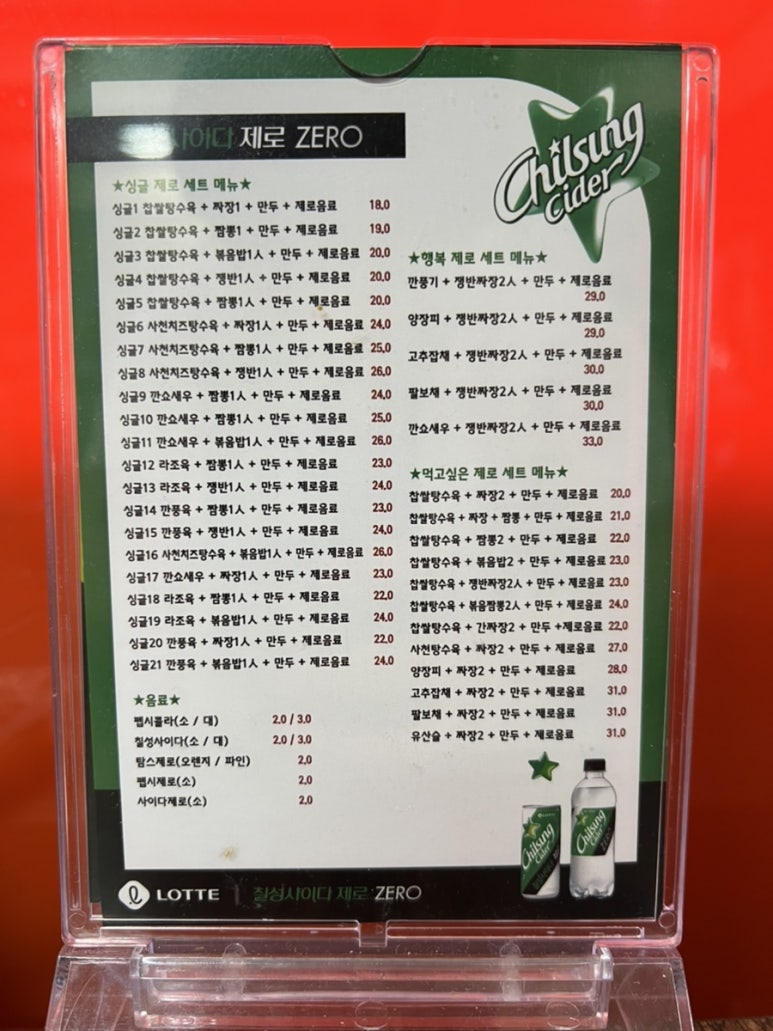 칠성사이다 제로 ZERO
Chilsung
Cider
★싱글 제로 세트 메뉴★
싱글1 찹쌀탕수육 + 짜장1 + 만두 + 제로음료 18.0
싱글2 찹쌀탕수육 + 짬뽕1 + 만두 + 제로음료 19.0
싱글3 찹쌀탕수육 + 볶음밥1人 + 만두 + 제로음료 20.0
싱글4 찹쌀탕수육 + 쟁반1人 + 만두 + 제로음료 20.0
싱글5 찹쌀탕수육 + 짬뽕1人 + 만두 + 제로음료 20.0
싱글6 사천치즈탕수육 + 짜장1人 + 만두 + 제로음료 24.0
싱글7 사천치즈탕수육 + 짬뽕1人 + 만두 + 제로음료 25.0
싱글8 사천치즈탕수육 + 쟁반1人 + 만두 + 제로음료 26.0
싱글9 깐쇼새우 + 짬뽕1人 + 만두 + 제로음료 24.0
싱글10 깐쇼새우 + 짬뽕1人 + 만두 + 제로음료 25.0
싱글11 깐쇼새우 + 볶음밥1人 + 만두 + 제로음료 26.0
싱글12 라조육 + 짬뽕1人 + 만두 + 제로음료 23.0
싱글13 라조육 + 쟁반1人 + 만두 + 제로음료 24.0
싱글14 깐풍육 + 짬뽕1人 + 만두 + 제로음료 23.0
싱글15 깐풍육 + 쟁반1人 + 만두 + 제로음료 24.0
싱글16 사천치즈탕수육 + 볶음밥1人 + 만두 + 제로음료 26.0
싱글17 깐쇼새우 + 짜장1人 + 만두 + 제로음료 23.0
싱글18 라조육 + 짬뽕1人 + 만두 + 제로음료 22.0
싱글19 라조육 + 볶음밥1人 + 만두 + 제로음료 24.0
싱글20 깐풍육 + 짜장1人 + 만두 + 제로음료 22.0
싱글21 깐풍육 + 볶음밥1人 + 만두 + 제로음료 24.0
★음료★
펩시콜라(소 / 대) 2.0 / 3.0
칠성사이다(소 / 대) 2.0 / 3.0
탐스제로(오렌지 / 파인) 2.0
펩시제로(소) 2.0
사이다제로(소) 2.0
★행복 제로 세트 메뉴★
깐풍기 + 쟁반짜장2人 + 만두 + 제로음료
29.0
양장피 + 쟁반짜장2人 + 만두 + 제로음료
29.0
고추잡채 + 쟁반짜장2人 + 만두 + 제로음료
30.0
팔보채 + 쟁반짜장2人 + 만두 + 제로음료
30.0
깐쇼새우 + 쟁반짜장2人 + 만두 + 제로음료
33.0
★먹고싶은 제로 세트 메뉴★
찹쌀탕수육 + 짜장2 + 만두 + 제로음료 20.0
찹쌀탕수육 + 짜장 + 짬뽕 + 만두 + 제로음료 21.0
찹쌀탕수육 + 짬뽕2 + 만두 + 제로음료 22.0
찹쌀탕수육 + 볶음밥2 + 만두 + 제로음료 23.0
찹쌀탕수육 + 쟁반짜장2人 + 만두 + 제로음료 23.0
찹쌀탕수육 + 볶음짬뽕2人 + 만두 + 제로음료 24.0
찹쌀탕수육 + 간짜장2 + 만두 +제로음료 22.0
사천탕수육 + 짜장2 + 만두 + 제로음료 27.0
양장피 + 짜장2 + 만두 + 제로음료 28.0
고추잡채 + 짜장2 + 만두 + 제로음료 31.0
팔보채 + 짜장2 + 만두 + 제로음료 31.0
유산슬 + 짜장2 + 만두 + 제로음료 31.0
Chilsung
Cider
Chilsung
Cider
ZERO
LOTTE | 칠성사이다 제로 ZERO